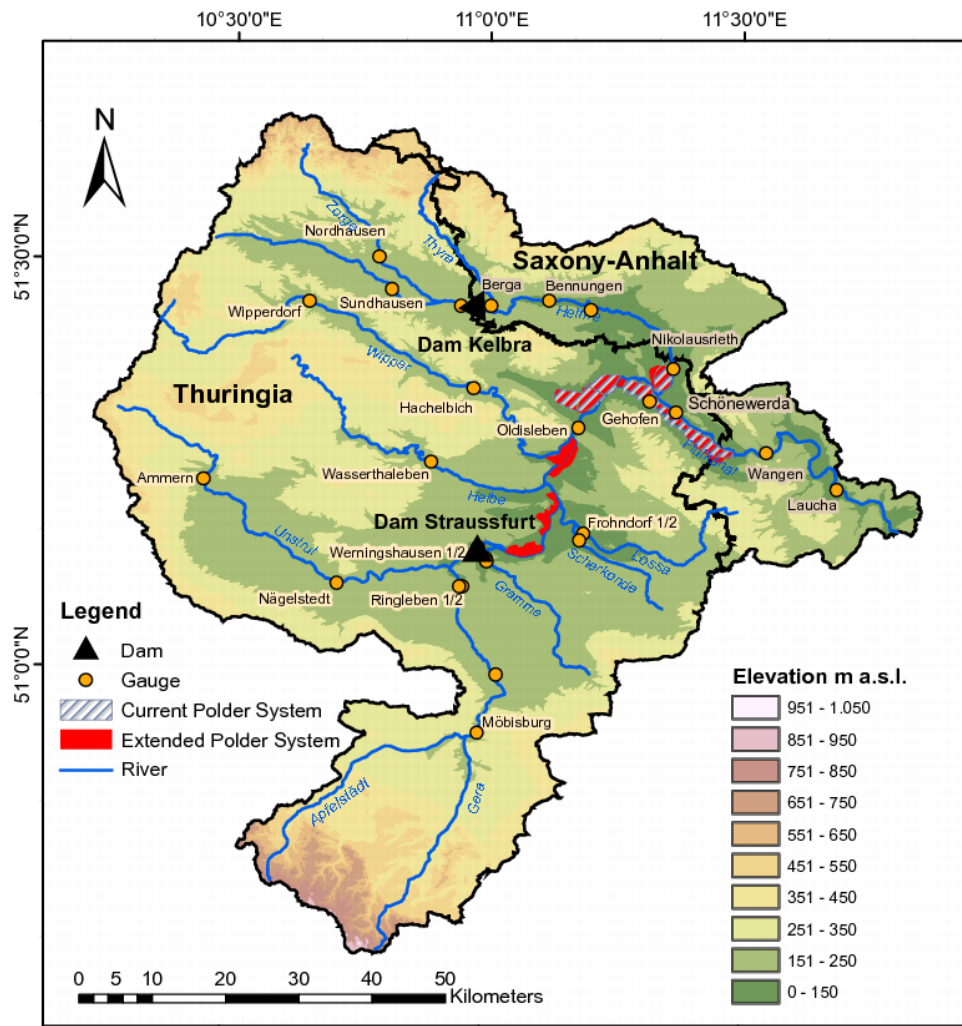 10°30'0"E
11°0'0"E
11°30'0"E
N
51°30'0"N
51°0'0"N
Zorge
Nordhausen
Thyra
Saxony-Anhalt
Berga
Bennungen
Sundhausen
Helme
Wipperdorf
Dam Kelbra
Nikolausrieth
Wipper
Thuringia
Hachelbich
Schönewerda
Gehofen
Oldisleben
Flutkanal
Wangen
Ammern
Wasserthaleben
Helbe
Laucha
Dam Straussfurt
Frohndorf 1/2
Unstrut
Werningshausen 1/2
Lossa
Scherkonde
Nägelstedt
Ringleben 1/2
Gramme
Möbisburg
Apfelstädt
Gera
Legend
Dam
Gauge
Current Polder System
Extended Polder System
River
Elevation m a.s.l.
951 - 1.050
851 - 950
751 - 850
651 - 750
551 - 650
451 - 550
351 - 450
251 - 350
151 - 250
0 - 150
0 5 10 20 30 40 50
Kilometers